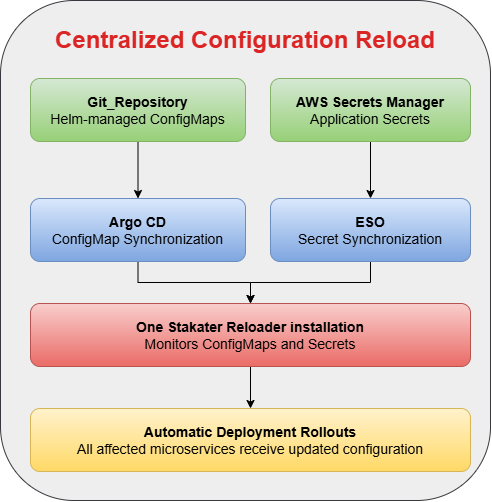 Centralized Configuration Reload
Git_Repository
Helm-managed ConfigMaps
AWS Secrets Manager
Application Secrets
Argo CD
ConfigMap Synchronization
ESO
Secret Synchronization
One Stakater Reloader installation
Monitors ConfigMaps and Secrets
Automatic Deployment Rollouts
All affected microservices receive updated configuration